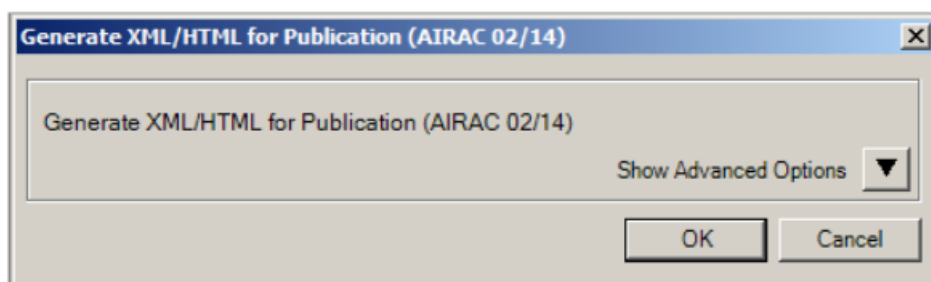 Generate XML/HTML for Publication (AIRAC 02/14)
Generate XML/HTML for Publication (AIRAC 02/14)
Show Advanced Options
OK Cancel